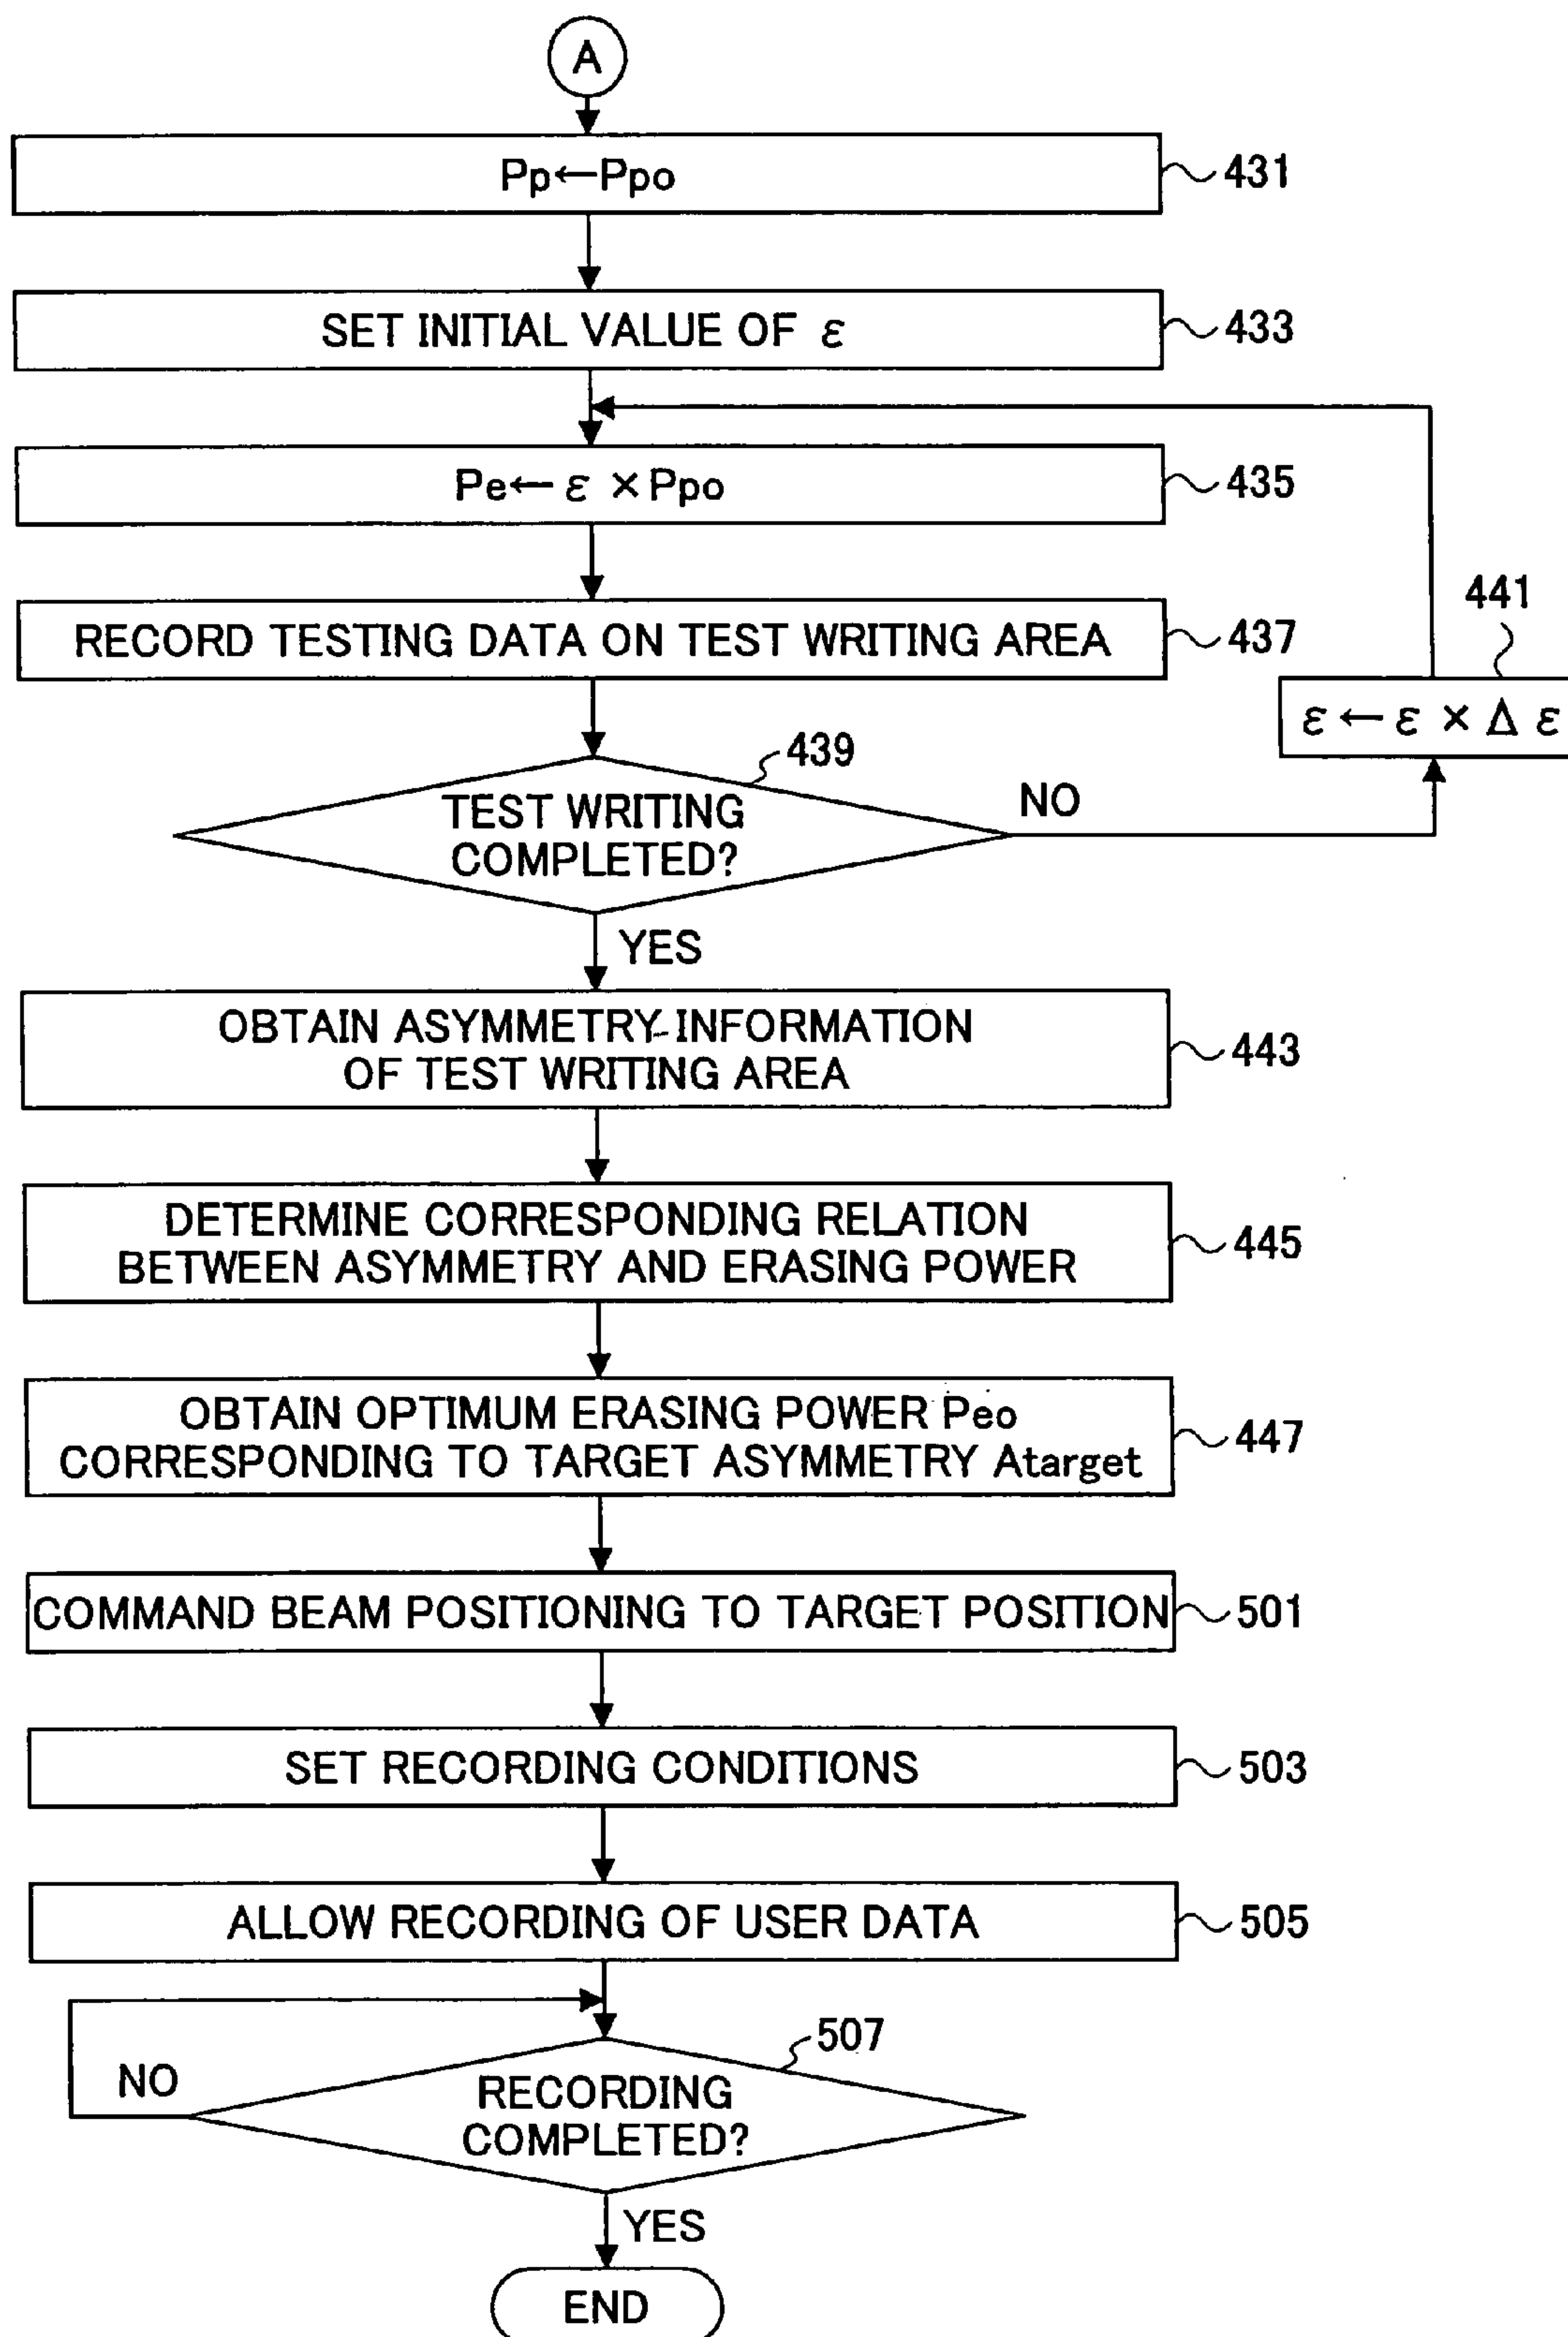 A
Pp←Ppo
431
SET INITIAL VALUE OF ε
433
Pe← ε ×Ppo
435
RECORD TESTING DATA ON TEST WRITING AREA
437
441
ε ← ε × Δ ε
439
TEST WRITING
COMPLETED?
NO
YES
OBTAIN ASYMMETRY INFORMATION
OF TEST WRITING AREA
443
DETERMINE CORRESPONDING RELATION
BETWEEN ASYMMETRY AND ERASING POWER
445
OBTAIN OPTIMUM ERASING POWER Peo
CORRESPONDING TO TARGET ASYMMETRY Atarget
447
COMMAND BEAM POSITIONING TO TARGET POSITION
501
SET RECORDING CONDITIONS
503
ALLOW RECORDING OF USER DATA
505
507
NO
RECORDING
COMPLETED?
YES
END